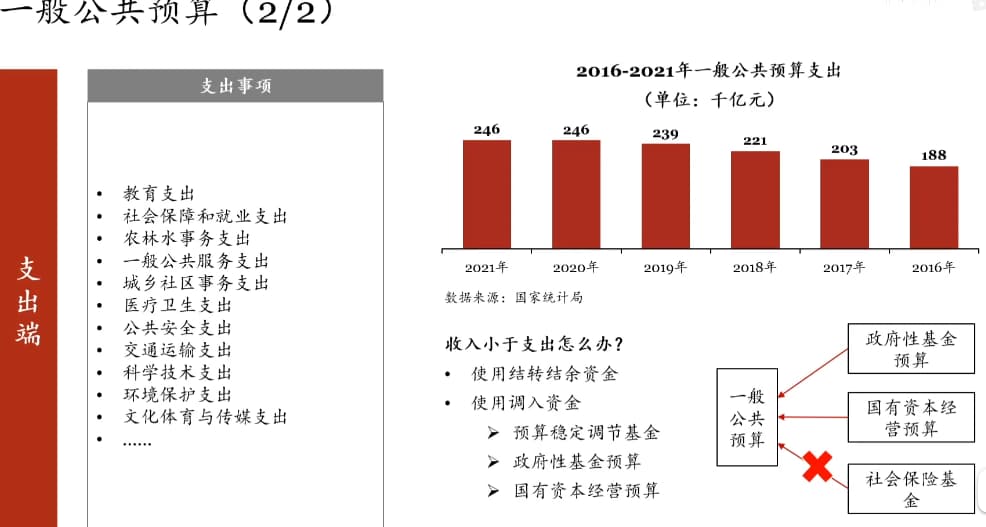 一般公共预算（2/2）
支出端
支出事项
• 教育支出
• 社会保障和就业支出
• 农林水事务支出
• 一般公共服务支出
• 城乡社区事务支出
• 医疗卫生支出
• 公共安全支出
• 交通运输支出
• 科学技术支出
• 环境保护支出
• 文化体育与传媒支出
• ……
2016-2021年一般公共预算支出
（单位：千亿元）
246 246 239 221 203 188
2021年 2020年 2019年 2018年 2017年 2016年
数据来源：国家统计局
收入小于支出怎么办？
• 使用结转结余资金
• 使用调入资金
➢ 预算稳定调节基金
➢ 政府性基金预算
➢ 国有资本经营预算
一般
公共
预算
政府性基金
预算
国有资本经
营预算
社会保险基
金